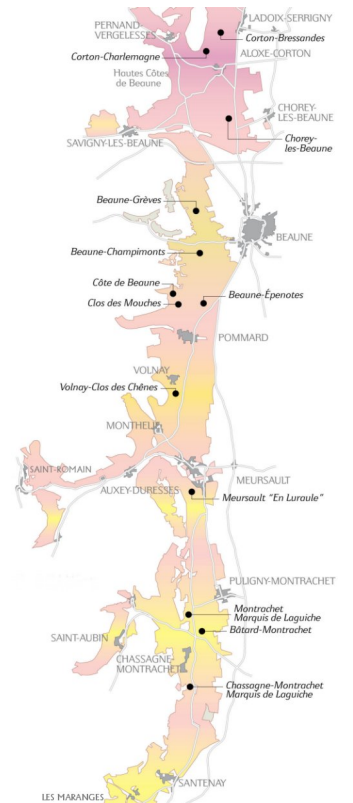 PERNAND-
VERGELESSES
LADOIX-SERRIGNY
Corton-Bressandes
Corton-Charlemagne
ALOXE-CORTON
Hautes Côtes
de Beaune
CHOREY-
LES-BEAUNE
SAVIGNY-LES-BEAUNE
Chorey-
les-Beaune
Beaune-Grèves
BEAUNE
Beaune-Champimonts
Côte de Beaune
Clos des Mouches
Beaune-Épenotes
POMMARD
VOLNAY
Volnay-Clos des Chênes
MONTHELIE
SAINT-ROMAIN
AUXEY-DURESSES
MEURSAULT
Meursault "En Luraule"
PULIGNY-MONTRACHET
Montrachet
Marquis de Laguiche
Bâtard-Montrachet
SAINT-AUBIN
CHASSAGNE-
MONTRACHET
Chassagne-Montrachet
Marquis de Laguiche
SANTENAY
LES MARANGES